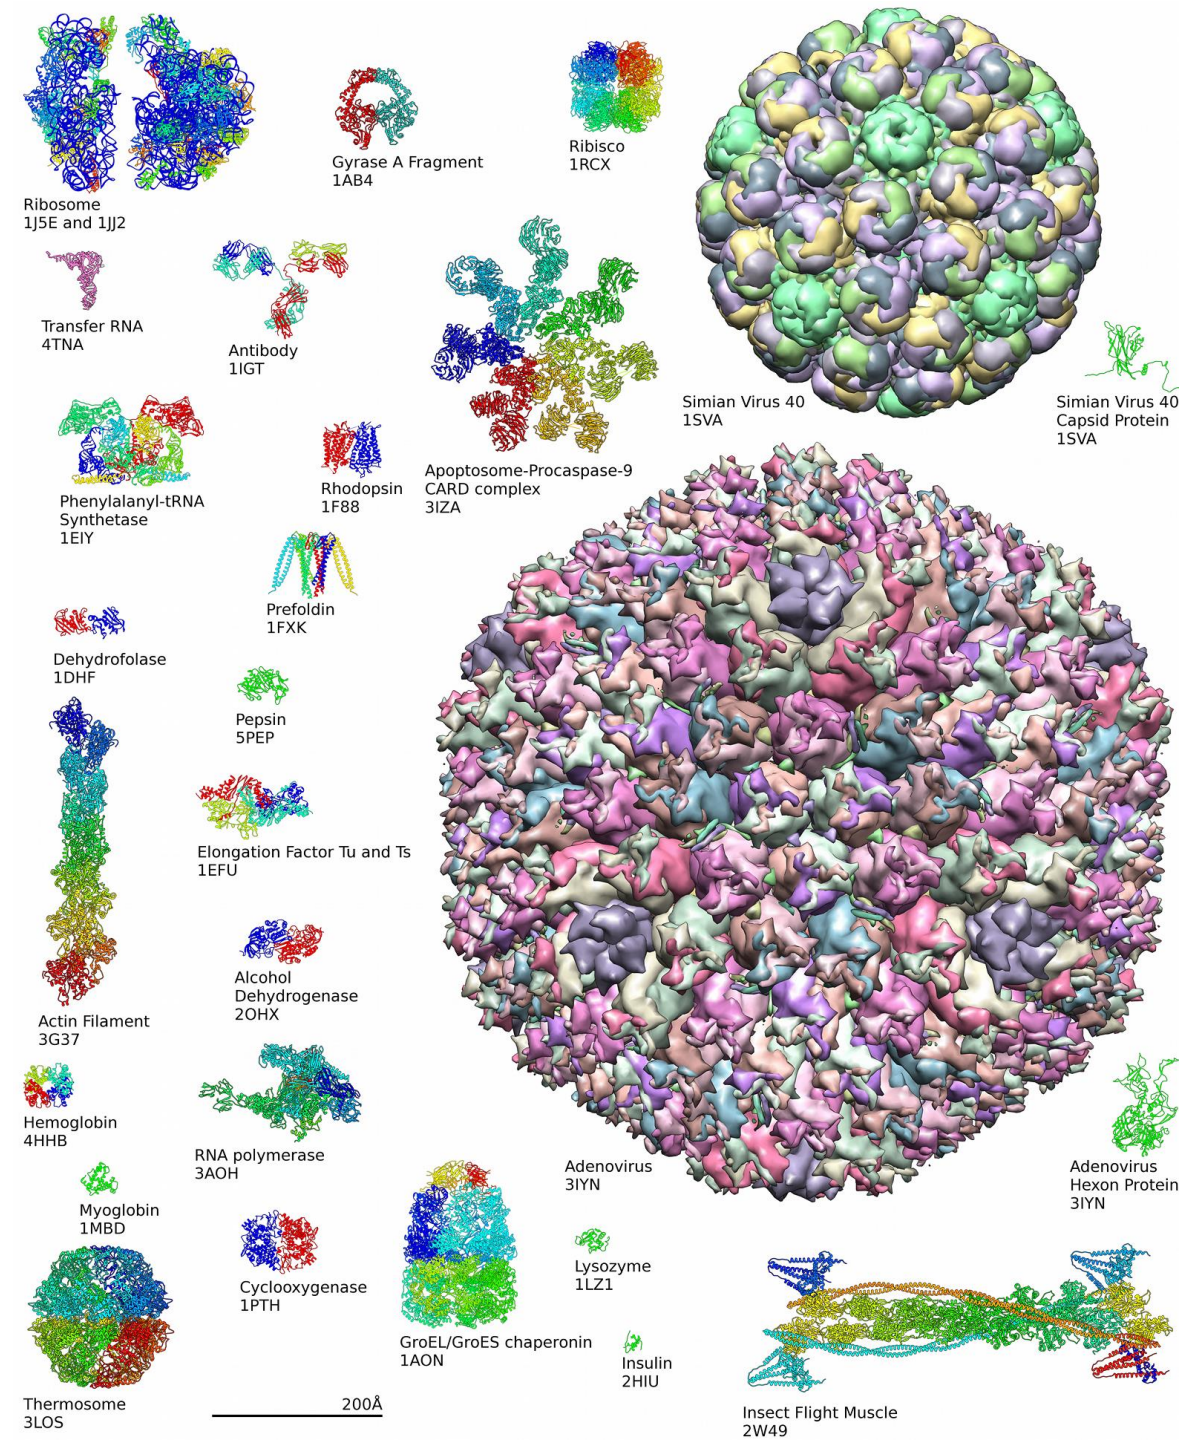 Ribosome
1J5E and 1JJ2
Gyrase A Fragment
1AB4
Ribisco
1RCX
Transfer RNA
4TNA
Antibody
1IGT
Simian Virus 40
1SVA
Simian Virus 40
Capsid Protein
1SVA
Phenylalanyl-tRNA
Synthetase
1EIY
Rhodopsin
1F88
Apoptosome-Procaspase-9
CARD complex
3IZA
Prefoldin
1FXK
Dehydrofolase
1DHF
Pepsin
5PEP
Elongation Factor Tu and Ts
1EFU
Alcohol
Dehydrogenase
2OHX
Actin Filament
3G37
Hemoglobin
4HHB
RNA polymerase
3AOH
Adenovirus
3IYN
Adenovirus
Hexon Protein
3IYN
Myoglobin
1MBD
Cyclooxygenase
1PTH
Lysozyme
1LZ1
GroEL/GroES chaperonin
1AON
Insulin
2HIU
Thermosome
3LOS
200Å
Insect Flight Muscle
2W49